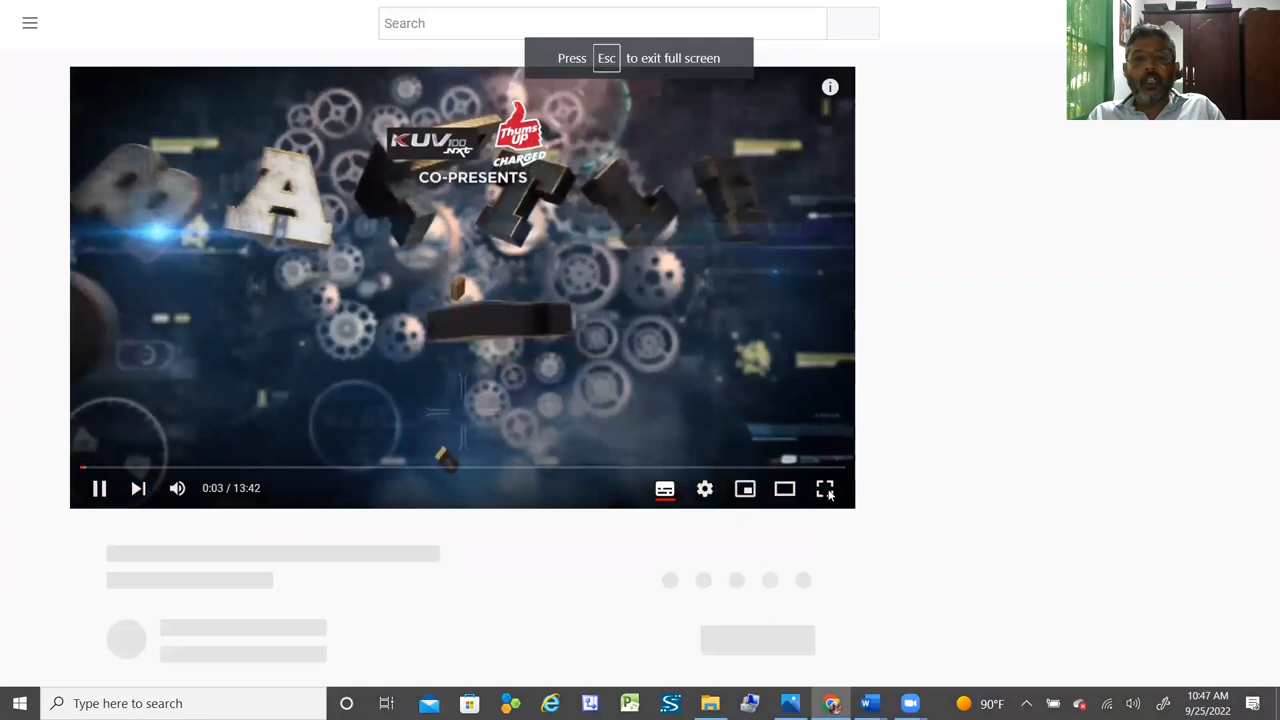 Search
Press Esc to exit full screen
KUV100 NXT
Thums UP
CHARGED
CO-PRESENTS
BATTLE
0:03 / 13:42
Type here to search
90°F
10:47 AM
9/25/2022